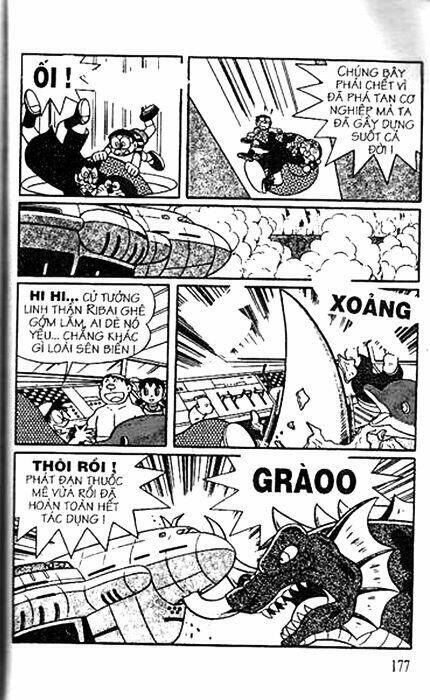 ỐI !
CHÚNG BÂY
PHẢI CHẾT VÌ
ĐÃ PHÁ TAN CƠ
NGHIỆP MÀ TA
ĐÃ GÂY DỰNG
SUỐT CẢ
ĐỜI !
HI HI... CỨ TƯỞNG
LINH THẦN RIBAI GHÊ
GỚM LẮM, AI DÈ NÓ
YẾU... CHẲNG KHÁC
GÌ LOÀI SÊN BIỂN !
XOẢNG
THÔI RỒI !
PHÁT ĐẠN THUỐC
MÊ VỪA RỒI ĐÃ
HOÀN TOÀN HẾT
TÁC DỤNG !
GRÀOO
177